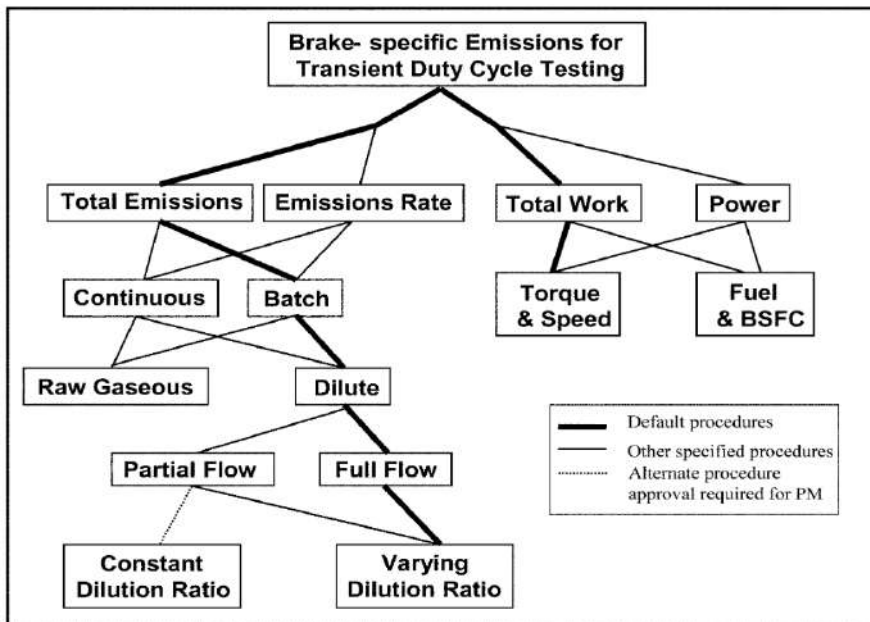 Brake- specific Emissions for
Transient Duty Cycle Testing
Total Emissions
Emissions Rate
Total Work
Power
Continuous
Batch
Torque
& Speed
Fuel
& BSFC
Raw Gaseous
Dilute
Partial Flow
Full Flow
Constant
Dilution Ratio
Varying
Dilution Ratio
Default procedures
Other specified procedures
Alternate procedure
approval required for PM